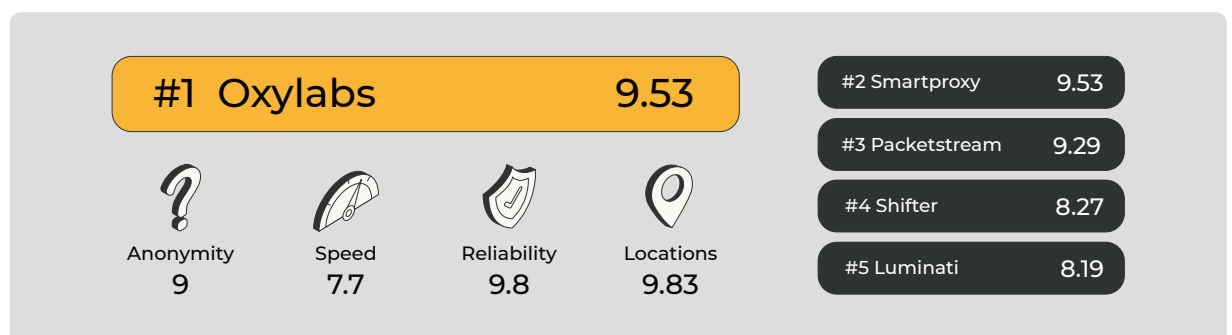 #1 Oxylabs 9.53
Anonymity
9
Speed
7.7
Reliability
9.8
Locations
9.83
#2 Smartproxy 9.53
#3 Packetstream 9.29
#4 Shifter 8.27
#5 Luminati 8.19